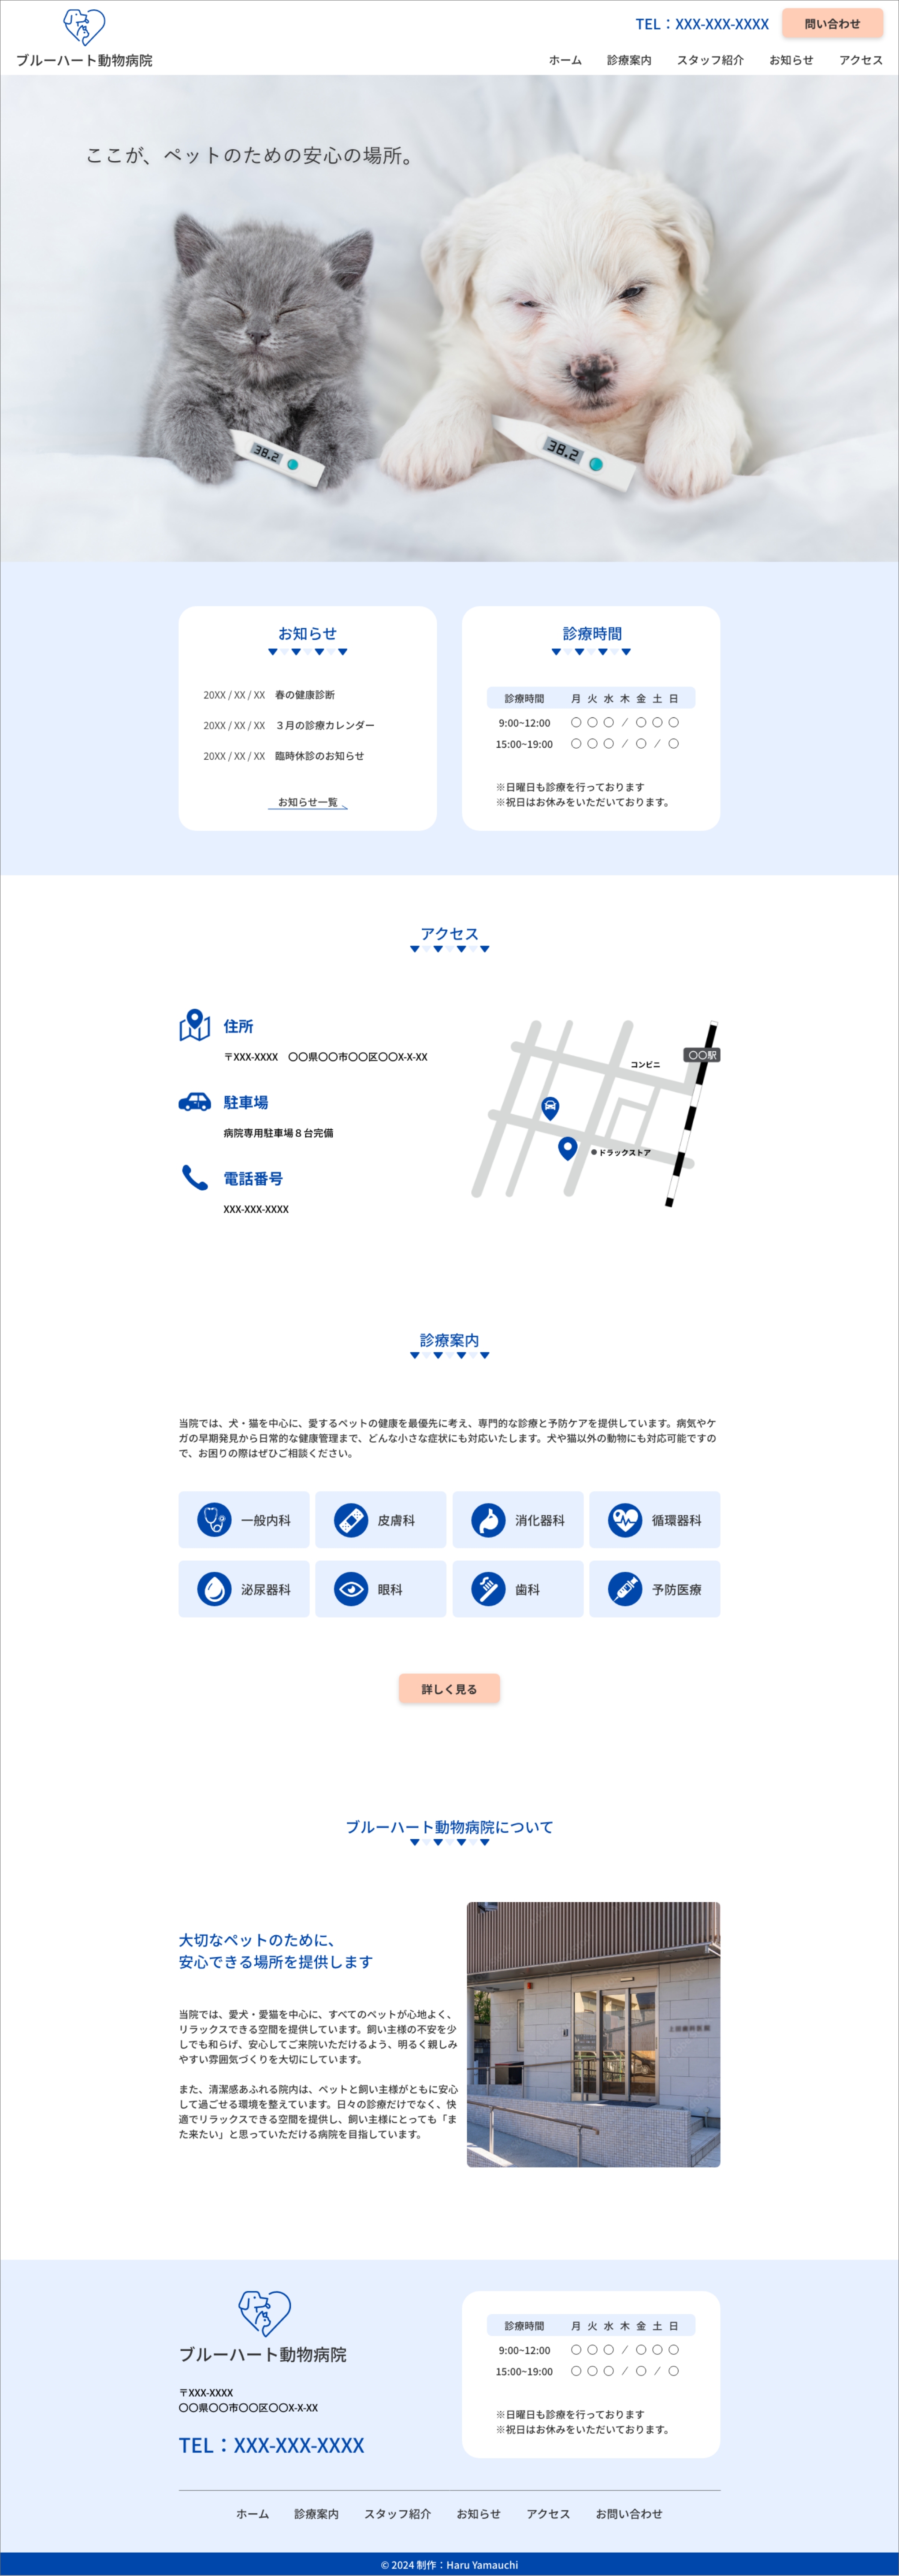 ブルーハート動物病院
TEL：XXX-XXX-XXXX
問い合わせ
ホーム 診療案内 スタッフ紹介 お知らせ アクセス
ここが、ペットのための安心の場所。
38.2
38.2
お知らせ
20XX / XX / XX 春の健康診断
20XX / XX / XX ３月の診療カレンダー
20XX / XX / XX 臨時休診のお知らせ
お知らせ一覧
診療時間
診療時間 月 火 水 木 金 土 日
9:00~12:00 〇 〇 〇 / 〇 〇 〇
15:00~19:00 〇 〇 〇 / 〇 / 〇
※日曜日も診療を行っております
※祝日はお休みをいただいております。
アクセス
住所
〒XXX-XXXX 〇〇県〇〇市〇〇区〇〇X-X-XX
駐車場
病院専用駐車場８台完備
電話番号
XXX-XXX-XXXX
コンビニ
〇〇駅
ドラックストア
診療案内
当院では、犬・猫を中心に、愛するペットの健康を最優先に考え、専門的な診療と予防ケアを提供しています。病気やケ
ガの早期発見から日常的な健康管理まで、どんな小さな症状にも対応いたします。犬や猫以外の動物にも対応可能ですの
で、お困りの際はぜひご相談ください。
一般内科 皮膚科 消化器科 循環器科
泌尿器科 眼科 歯科 予防医療
詳しく見る
ブルーハート動物病院について
大切なペットのために、
安心できる場所を提供します
当院では、愛犬・愛猫を中心に、すべてのペットが心地よく、
リラックスできる空間を提供しています。飼い主様の不安を少
しでも和らげ、安心してご来院いただけるよう、明るく親しみ
やすい雰囲気づくりを大切にしています。
また、清潔感あふれる院内は、ペットと飼い主様がともに安心
して過ごせる環境を整えています。日々の診療だけでなく、快
適でリラックスできる空間を提供し、飼い主様にとっても「ま
た来たい」と思っていただける病院を目指しています。
ブルーハート動物病院
〒XXX-XXXX
〇〇県〇〇市〇〇区〇〇X-X-XX
TEL：XXX-XXX-XXXX
診療時間 月 火 水 木 金 土 日
9:00~12:00 〇 〇 〇 / 〇 〇 〇
15:00~19:00 〇 〇 〇 / 〇 / 〇
※日曜日も診療を行っております
※祝日はお休みをいただいております。
ホーム 診療案内 スタッフ紹介 お知らせ アクセス お問い合わせ
© 2024 制作：Haru Yamauchi